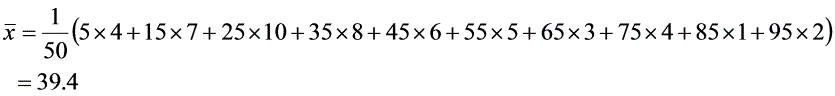 x̅ = 1/50 (5×4+15×7+25×10+35×8+45×6+55×5+65×3+75×4+85×1+95×2)
= 39.4